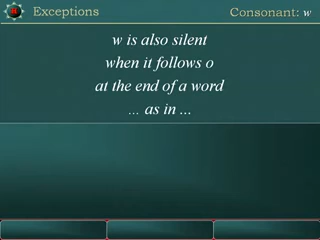 Exceptions
Consonant: w
w is also silent
when it follows o
at the end of a word
... as in ...